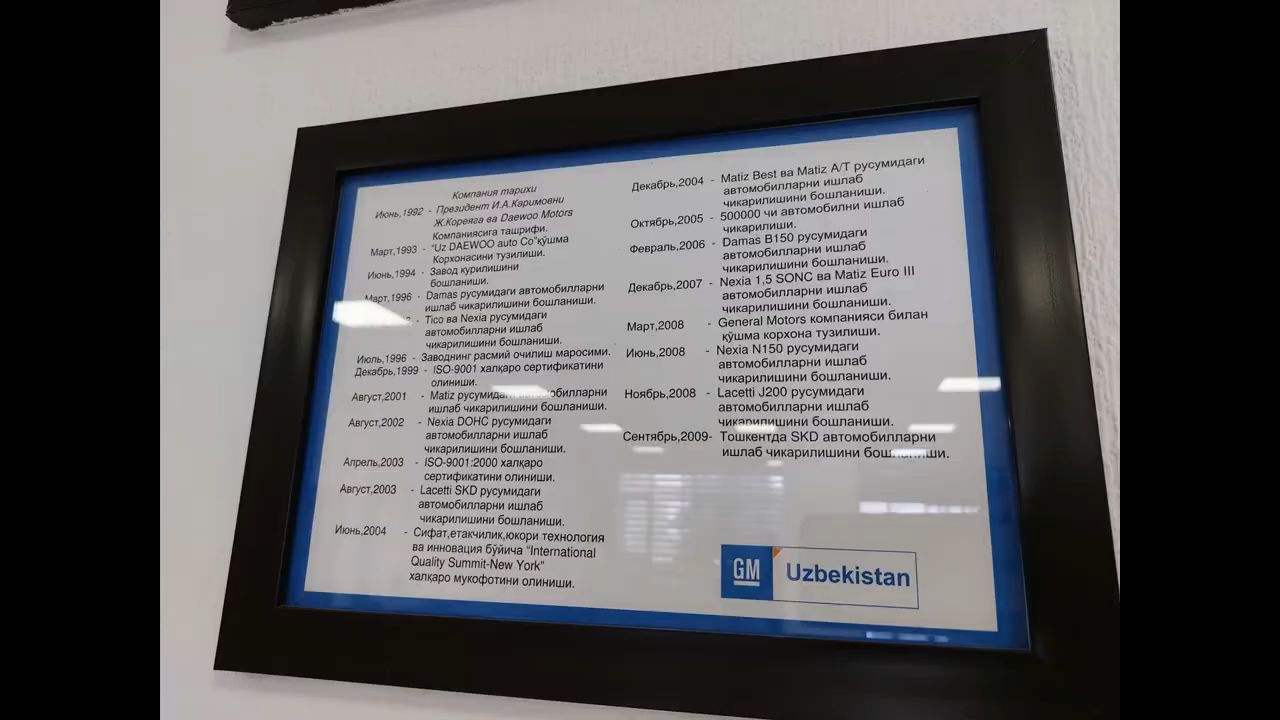 Компания тарихи
Июнь,1992 - Президент И.А.Каримовни
Ж.Кореяга ва Daewoo Motors
Компаниясига ташрифи.
Март,1993 - "Uz DAEWOO auto Co"қўшма
Корхонасини тузилиши.
Июнь,1994 - Завод курилишини
бошланиши.
Март,1996 - Damas русумидаги автомобилларни
ишлаб чикарилишини бошланиши.
- Tico ва Nexia русумидаги
автомобилларни ишлаб
чикарилишини бошланиши.
Июль,1996 - Заводнинг расмий очилиш маросими.
Декабрь,1999 - ISO-9001 халқаро сертификатини
олиниши.
Август,2001 - Matiz русумидаги автомобилларни
ишлаб чикарилишини бошланиши.
Август,2002 - Nexia DOHC русумидаги
автомобилларни ишлаб
чикарилишини бошланиши.
Апрель,2003 - ISO-9001:2000 халқаро
сертификатини олиниши.
Август,2003 - Lacetti SKD русумидаги
автомобилларни ишлаб
чикарилишини бошланиши.
Июнь,2004 - Сифат,етакчилик,юкори технология
ва инновация бўйича "International
Quality Summit-New York"
халқаро мукофотини олиниши.
Декабрь,2004 - Matiz Best ва Matiz A/T русумидаги
автомобилларни ишлаб
чикарилишини бошланиши.
Октябрь,2005 - 500000 чи автомобилни ишлаб
чикарилиши.
Февраль,2006 - Damas B150 русумидаги
автомобилларни ишлаб
чикарилишини бошланиши.
Декабрь,2007 - Nexia 1,5 SONC ва Matiz Euro III
автомобилларни ишлаб
чикарилишини бошланиши.
Март,2008 - General Motors компанияси билан
қўшма корхона тузилиши.
Июнь,2008 - Nexia N150 русумидаги
автомобилларни ишлаб
чикарилишини бошланиши.
Ноябрь,2008 - Lacetti J200 русумидаги
автомобилларни ишлаб
чикарилишини бошланиши.
Сентябрь,2009- Тошкентда SKD автомобилларни
ишлаб чикарилишини бошланиши.
GM Uzbekistan